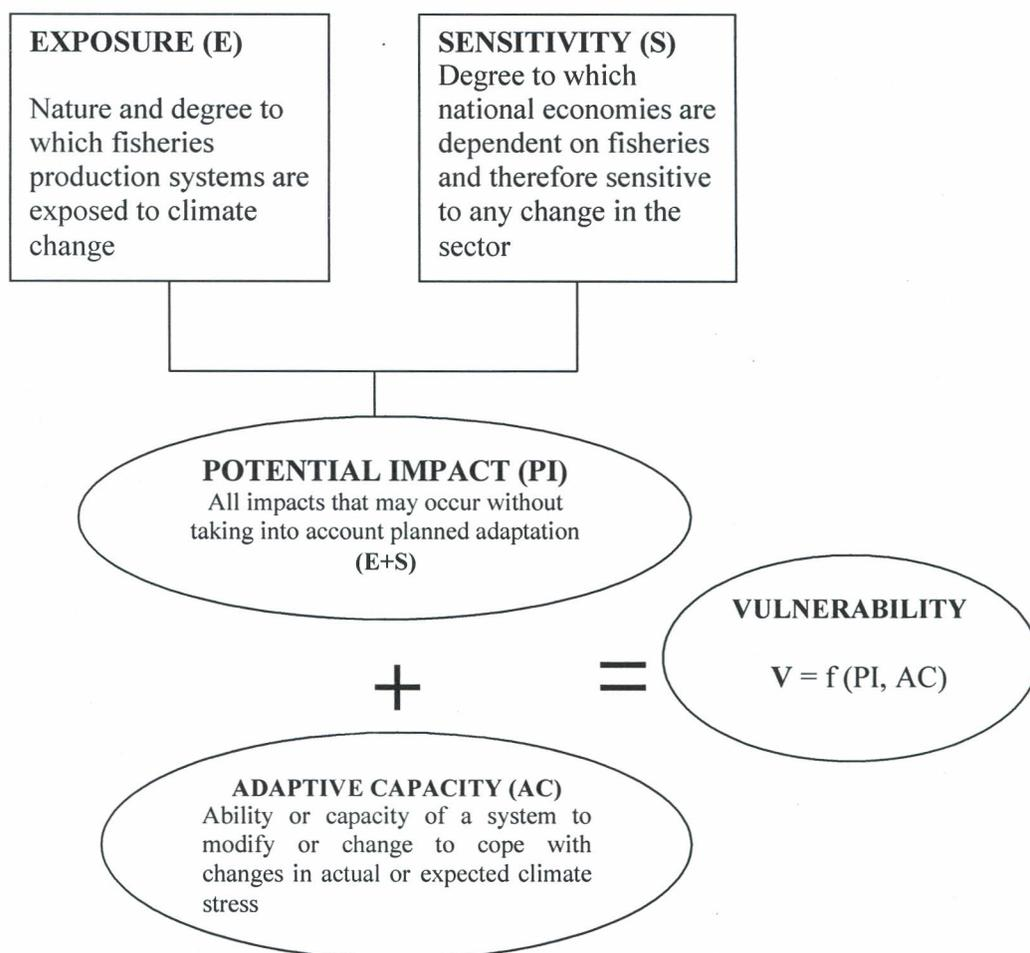 EXPOSURE (E)
Nature and degree to
which fisheries
production systems are
exposed to climate
change
SENSITIVITY (S)
Degree to which
national economies are
dependent on fisheries
and therefore sensitive
to any change in the
sector
POTENTIAL IMPACT (PI)
All impacts that may occur without
taking into account planned adaptation
(E+S)
+
=
VULNERABILITY
V = f (PI, AC)
ADAPTIVE CAPACITY (AC)
Ability or capacity of a system to
modify or change to cope with
changes in actual or expected climate
stress